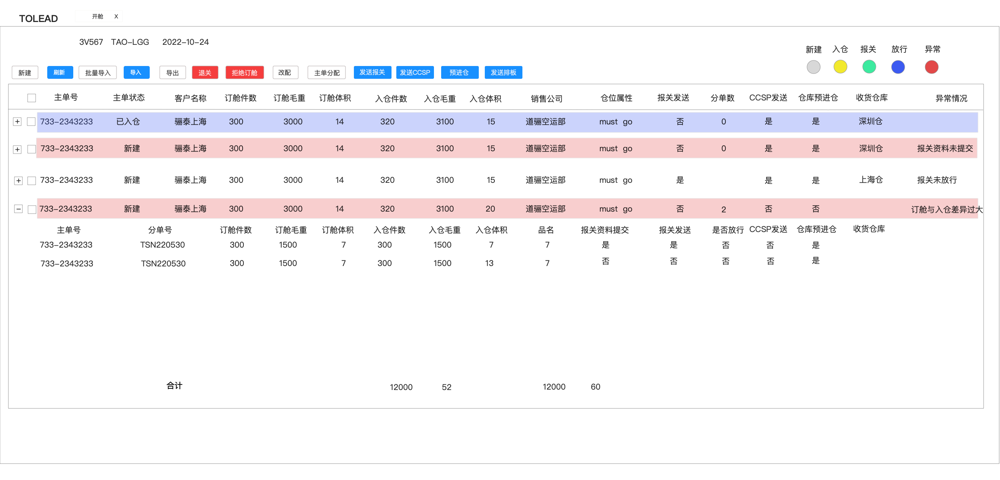 TOLEAD 开舱 X
3V567 TAO-LGG 2022-10-24
新建 入仓 报关 放行 异常
新建 刷新 批量导入 导入 导出 退关 拒绝订舱 改配 主单分配 发送报关 发送CCSP 预进仓 发送排板
主单号 主单状态 客户名称 订舱件数 订舱毛重 订舱体积 入仓件数 入仓毛重 入仓体积 销售公司 仓位属性 报关发送 分单数 CCSP发送 仓库预进仓 收货仓库 异常情况
+ 733-2343233 已入仓 骊泰上海 300 3000 14 320 3100 15 道骊空运部 must go 否 0 是 是 深圳仓
+ 733-2343233 新建 骊泰上海 300 3000 14 320 3100 15 道骊空运部 must go 否 0 是 是 深圳仓 报关资料未提交
+ 733-2343233 新建 骊泰上海 300 3000 14 320 3100 15 道骊空运部 must go 是 是 是 上海仓 报关未放行
- 733-2343233 新建 骊泰上海 300 3000 14 320 3100 20 道骊空运部 must go 否 2 否 否 订舱与入仓差异过大
主单号 分单号 订舱件数 订舱毛重 订舱体积 入仓件数 入仓毛重 入仓体积 品名 报关资料提交 报关发送 是否放行 CCSP发送 仓库预进仓 收货仓库
733-2343233 TSN220530 300 1500 7 300 1500 7 7 是 是 否 否 是
733-2343233 TSN220530 300 1500 7 300 1500 13 7 否 否 否 否 是
合计 12000 52 12000 60